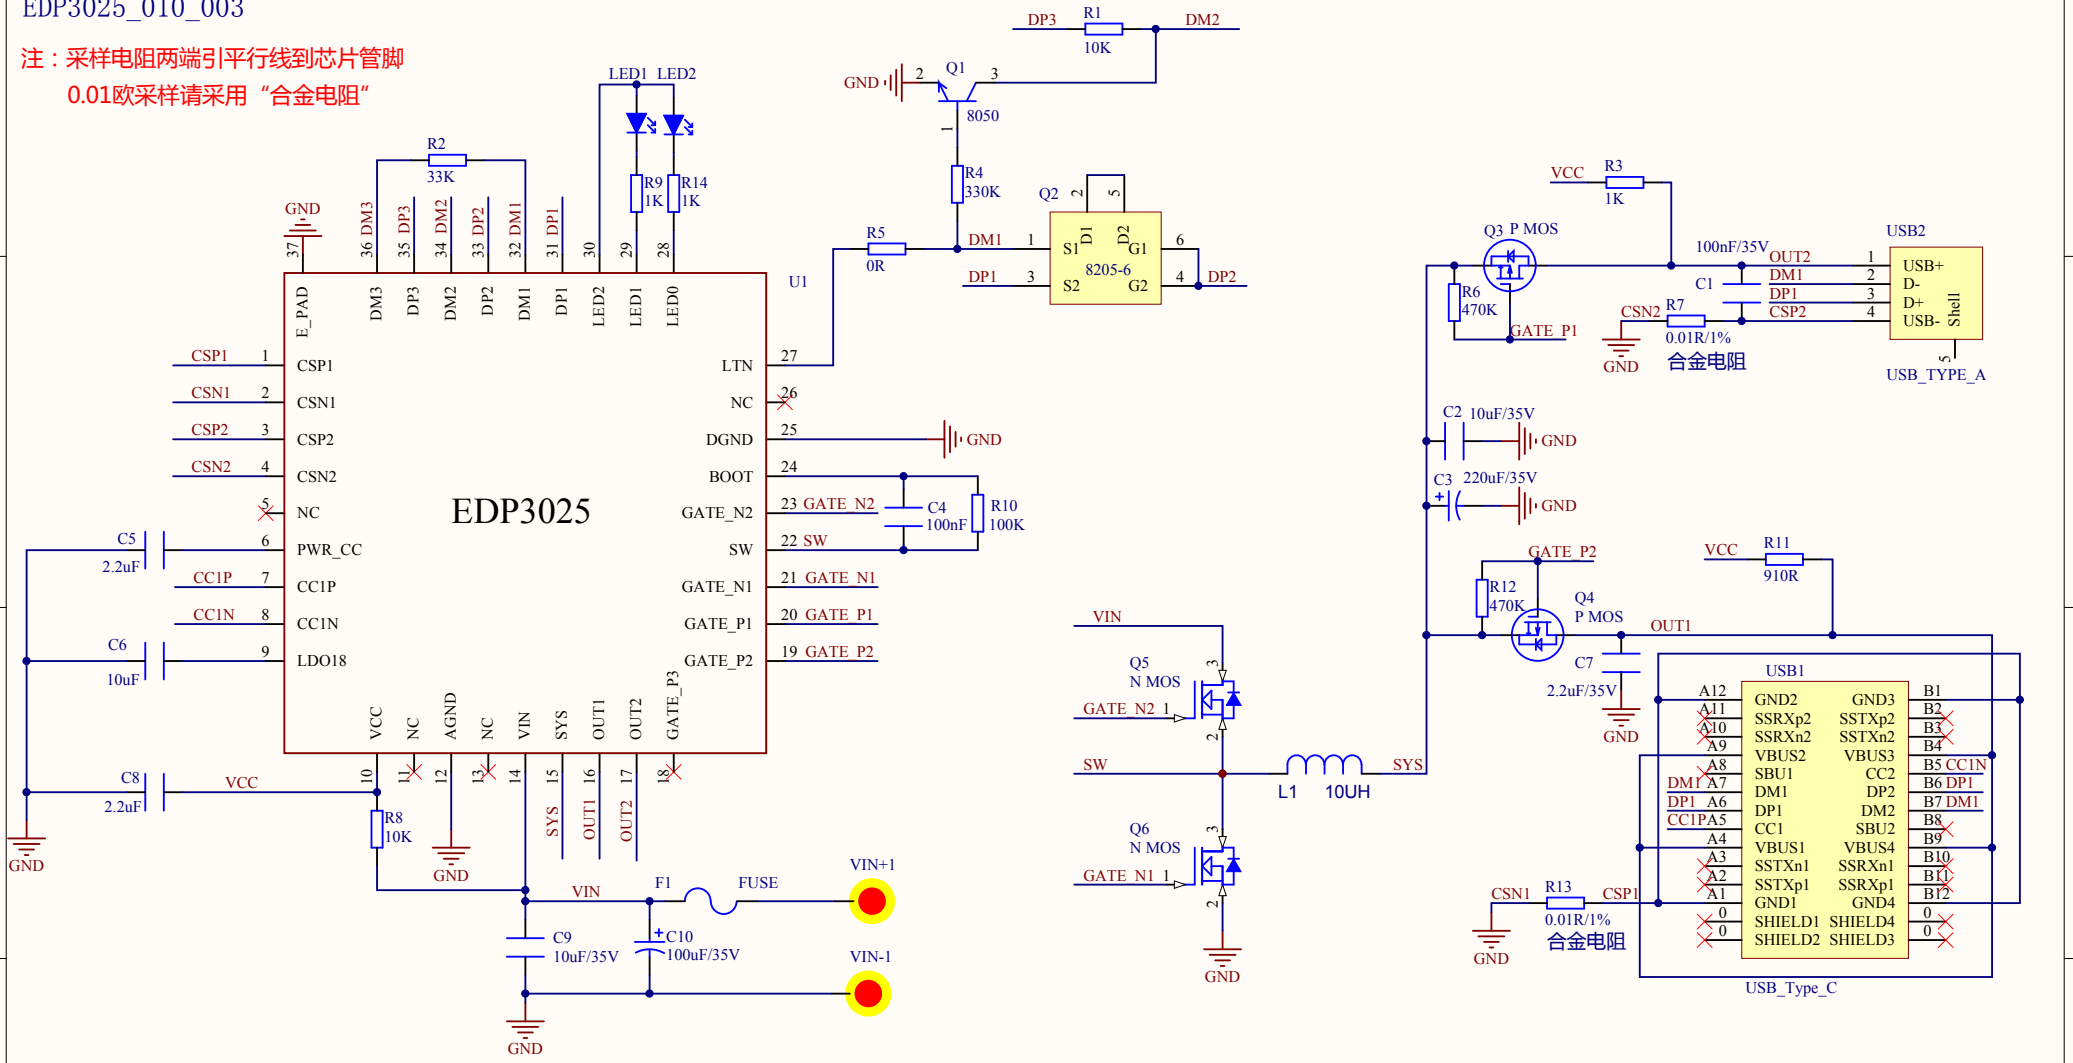 EDP3025_010_003
注：采样电阻两端引平行线到芯片管脚
0.01欧采样请采用“合金电阻”
DP3
R1
10K
DM2
GND
2
Q1
3
8050
1
R4
330K
R5
0R
DM1
DP1
Q2
2
5
D1
D2
1
S1
G1
6
8205-6
3
S2
G2
4
DP2
LED1
LED2
R2
33K
R9
1K
R14
1K
GND
37
DM3
36
DP3
35
DM2
34
DP2
33
DM1
32
DP1
31
30
29
28
U1
E_PAD
DM3
DP3
DM2
DP2
DM1
DP1
LED2
LED1
LED0
EDP3025
CSP1
1
CSP1
CSN1
2
CSN1
CSP2
3
CSP2
CSN2
4
CSN2
5
NC
C5
2.2uF
6
PWR_CC
CC1P
7
CC1P
CC1N
8
CC1N
C6
10uF
9
LDO18
LTN
27
NC
26
DGND
25
GND
BOOT
24
GATE_N2
23
GATE_N2
SW
22
SW
GATE_N1
21
GATE_N1
GATE_P1
20
GATE_P1
GATE_P2
19
GATE_P2
C4
100nF
R10
100K
VCC
NC
AGND
NC
VIN
SYS
OUT1
OUT2
GATE_P3
10
11
12
13
14
15
16
17
18
C8
2.2uF
VCC
R8
10K
GND
GND
SYS
OUT1
OUT2
VIN
F1
FUSE
VIN+1
C9
10uF/35V
C10
100uF/35V
VIN-1
GND
VIN
Q5
N MOS
3
GATE_N2
1
2
SW
L1
10UH
SYS
Q6
N MOS
3
GATE_N1
1
2
GND
VCC
R3
1K
Q3
P MOS
R6
470K
GATE_P1
100nF/35V
C1
OUT2
DM1
DP1
CSP2
CSN2
R7
0.01R/1%
合金电阻
GND
USB2
1
USB+
2
D-
3
D+
4
USB-
Shell
5
USB_TYPE_A
C2
10uF/35V
GND
C3
220uF/35V
GND
GATE_P2
R12
470K
Q4
P MOS
VCC
R11
910R
OUT1
C7
2.2uF/35V
GND
USB1
A12
GND2
GND3
B1
A11
SSRXp2
SSTXp2
B2
A10
SSRXn2
SSTXn2
B3
A9
VBUS2
VBUS3
B4
A8
SBU1
CC2
B5
CC1N
DM1
A7
DM1
DP2
B6
DP1
DP1
A6
DP1
DM2
B7
DM1
CC1P
A5
CC1
SBU2
B8
A4
VBUS1
VBUS4
B9
A3
SSTXn1
SSRXn1
B10
A2
SSTXp1
SSRXp1
B11
A1
GND1
GND4
B12
0
SHIELD1
SHIELD4
0
0
SHIELD2
SHIELD3
0
USB_Type_C
CSN1
R13
CSP1
0.01R/1%
合金电阻
GND